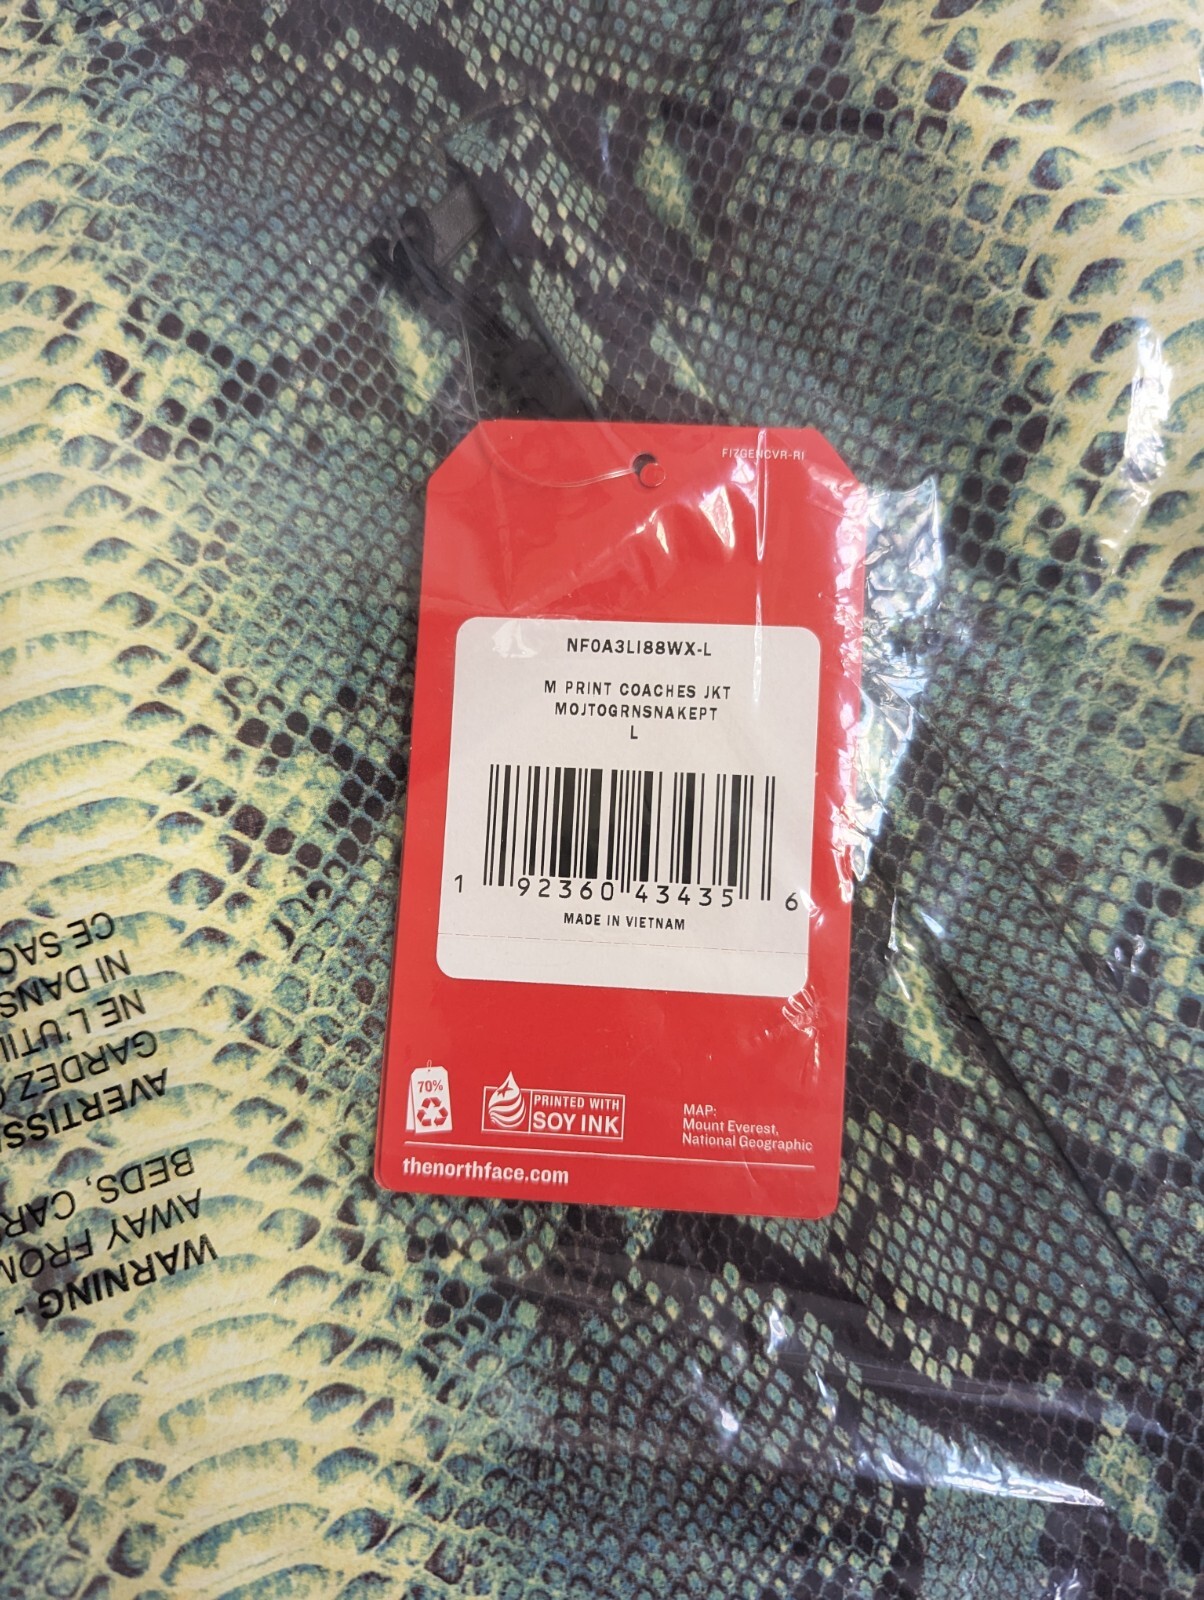 FIZGENCVR-RI
NF0A3LI88WX-L
M PRINT COACHES JKT
MOJTOGRNSNAKEPT
L
1 92360 43435 6
MADE IN VIETNAM
70%
PRINTED WITH
SOY INK
MAP:
Mount Everest,
National Geographic
thenorthface.com
WARNING -
AWAY FROM
BEDS, CAR
AVERTISS
GARDEZ
NE L'UTIL
NI DANS
CE SAC